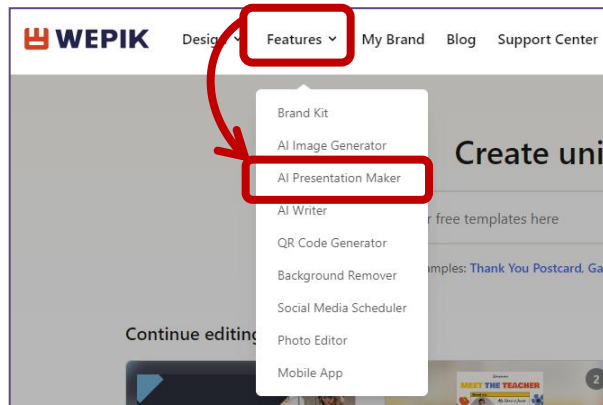 WEPIK Design Features My Brand Blog Support Center
Brand Kit
AI Image Generator
AI Presentation Maker
AI Writer
QR Code Generator
Background Remover
Social Media Scheduler
Photo Editor
Mobile App
Create uni
free templates here
mples: Thank You Postcard, Ga
Continue editing
MEET THE TEACHER
2